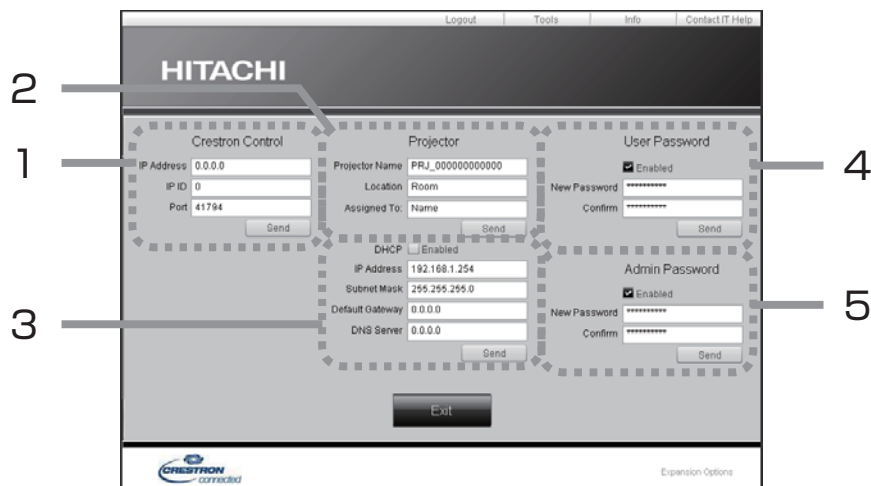 Logout Tools Info Contact IT Help
HITACHI
2
1
Crestron Control
IP Address 0.0.0.0
IP ID 0
Port 41794
Send
Projector
Projector Name PRJ_000000000000
Location Room
Assigned To: Name
Send
User Password
Enabled
New Password **********
Confirm **********
Send
4
3
DHCP Enabled
IP Address 192.168.1.254
Subnet Mask 255.255.255.0
Default Gateway 0.0.0.0
DNS Server 0.0.0.0
Send
Admin Password
Enabled
New Password **********
Confirm **********
Send
5
Exit
CRESTRON
connected
Expansion Options